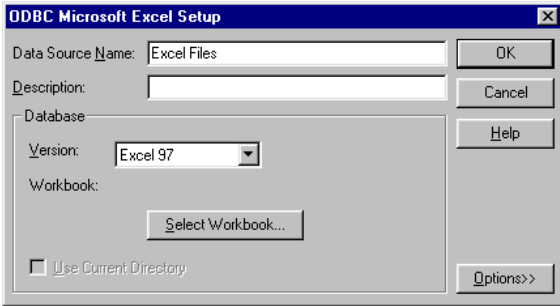 ODBC Microsoft Excel Setup
Data Source Name: Excel Files
OK
Description:
Cancel
Database
Help
Version: Excel 97
Workbook:
Select Workbook...
Use Current Directory
Options>>